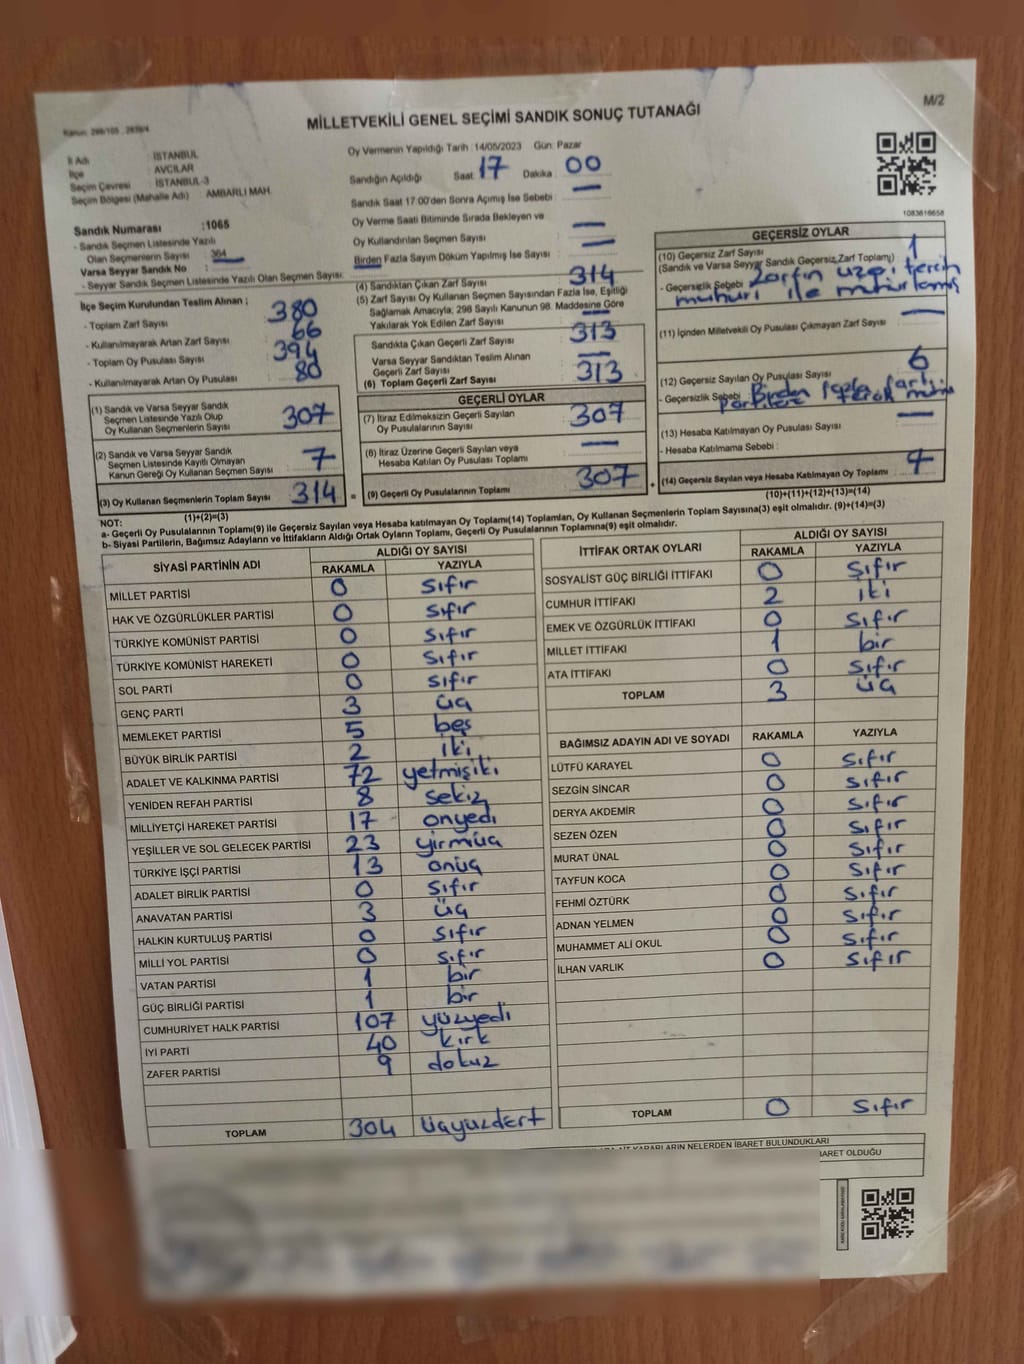 M/2
Kanun: 298/105 , 2839/4
MİLLETVEKİLİ GENEL SEÇİMİ SANDIK SONUÇ TUTANAĞI
İl Adı : İSTANBUL
İlçe : AVCILAR
Seçim Çevresi : İSTANBUL-3
Seçim Bölgesi (Mahalle Adı) : AMBARLI MAH.
Sandık Numarası :1065
- Sandık Seçmen Listesinde Yazılı
Olan Seçmenlerin Sayısı : 364
Varsa Seyyar Sandık No :
- Seyyar Sandık Seçmen Listesinde Yazılı Olan Seçmen Sayısı:
Oy Vermenin Yapıldığı Tarih :14/05/2023 Gün: Pazar
Sandığın Açıldığı Saat : 17 Dakika : 00
Sandık Saat 17:00'den Sonra Açımış İse Sebebi : —
Oy Verme Saati Bitiminde Sırada Bekleyen ve
Oy Kullandırılan Seçmen Sayısı : —
Birden Fazla Sayım Döküm Yapılmış İse Sayısı : —
1083616658
İlçe Seçim Kurulundan Teslim Alınan :
- Toplam Zarf Sayısı : 380
- Kullanılmayarak Artan Zarf Sayısı : 66
- Toplam Oy Pusulası Sayısı : 394
- Kullanılmayarak Artan Oy Pusulası : 80
(1) Sandık ve Varsa Seyyar Sandık
Seçmen Listesinde Yazılı Olup
Oy Kullanan Seçmenlerin Sayısı : 307
(2) Sandık ve Varsa Seyyar Sandık
Seçmen Listesinde Kayıtlı Olmayan
Kanun Gereği Oy Kullanan Seçmen Sayısı : 7
(3) Oy Kullanan Seçmenlerin Toplam Sayısı : 314
(1)+(2)=(3)
(4) Sandıktan Çıkan Zarf Sayısı : 314
(5) Zarf Sayısı Oy Kullanan Seçmen Sayısından Fazla İse, Eşitliği
Sağlamak Amacıyla, 298 Sayılı Kanunun 98. Maddesine Göre
Yakılarak Yok Edilen Zarf Sayısı : —
Sandıkta Çıkan Geçerli Zarf Sayısı : 313
Varsa Seyyar Sandıktan Teslim Alınan
Geçerli Zarf Sayısı : —
(6) Toplam Geçerli Zarf Sayısı : 313
GEÇERLİ OYLAR
(7) İtiraz Edilmeksizin Geçerli Sayılan
Oy Pusulalarının Sayısı : 307
(8) İtiraz Üzerine Geçerli Sayılan veya
Hesaba Katılan Oy Pusulası Toplamı : —
= (9) Geçerli Oy Pusulalarının Toplamı : 307 +
GEÇERSİZ OYLAR
(10) Geçersiz Zarf Sayısı : 1
(Sandık ve Varsa Seyyar Sandık Geçersiz Zarf Toplamı)
- Geçersizlik Sebebi : Zarfın üzeri tercih
muhuri ile mühürlemiş
(11) İçinden Milletvekili Oy Pusulası Çıkmayan Zarf Sayısı : —
(12) Geçersiz Sayılan Oy Pusulası Sayısı : 6
- Geçersizlik Sebebi : Birden fazla
(13) Hesaba Katılmayan Oy Pusulası Sayısı : —
- Hesaba Katılmama Sebebi :
(14) Geçersiz Sayılan veya Hesaba Katılmayan Oy Toplamı : 7
(10)+(11)+(12)+(13)=(14)
NOT:
a- Geçerli Oy Pusulalarının Toplamı(9) ile Geçersiz Sayılan veya Hesaba katılmayan Oy Toplamı(14) Toplamları, Oy Kullanan Seçmenlerin Toplam Sayısına(3) eşit olmalıdır. (9)+(14)=(3)
b- Siyasi Partilerin, Bağımsız Adayların ve İttifakların Aldığı Ortak Oyların Toplamı, Geçerli Oy Pusulalarının Toplamına(9) eşit olmalıdır.
SİYASİ PARTİNİN ADI ALDIĞI OY SAYISI
RAKAMLA YAZIYLA
MİLLET PARTİSİ 0 sıfır
HAK VE ÖZGÜRLÜKLER PARTİSİ 0 sıfır
TÜRKİYE KOMÜNİST PARTİSİ 0 sıfır
TÜRKİYE KOMÜNİST HAREKETİ 0 sıfır
SOL PARTİ 0 sıfır
GENÇ PARTİ 3 üç
MEMLEKET PARTİSİ 5 beş
BÜYÜK BİRLİK PARTİSİ 2 iki
ADALET VE KALKINMA PARTİSİ 72 yetmişiki
YENİDEN REFAH PARTİSİ 8 sekiz
MİLLİYETÇİ HAREKET PARTİSİ 17 onyedi
YEŞİLLER VE SOL GELECEK PARTİSİ 23 yirmiüç
TÜRKİYE İŞÇİ PARTİSİ 13 onüç
ADALET BİRLİK PARTİSİ 0 sıfır
ANAVATAN PARTİSİ 3 üç
HALKIN KURTULUŞ PARTİSİ 0 sıfır
MİLLİ YOL PARTİSİ 0 sıfır
VATAN PARTİSİ 1 bir
GÜÇ BİRLİĞİ PARTİSİ 1 bir
CUMHURİYET HALK PARTİSİ 107 yüzyedi
İYİ PARTİ 40 kırk
ZAFER PARTİSİ 9 dokuz
TOPLAM 304 üçyüzdört
İTTİFAK ORTAK OYLARI ALDIĞI OY SAYISI
RAKAMLA YAZIYLA
SOSYALİST GÜÇ BİRLİĞİ İTTİFAKI 0 sıfır
CUMHUR İTTİFAKI 2 iki
EMEK VE ÖZGÜRLÜK İTTİFAKI 0 sıfır
MİLLET İTTİFAKI 1 bir
ATA İTTİFAKI 0 sıfır
TOPLAM 3 üç
BAĞIMSIZ ADAYIN ADI VE SOYADI RAKAMLA YAZIYLA
LÜTFÜ KARAYEL 0 sıfır
SEZGİN SİNCAR 0 sıfır
DERYA AKDEMİR 0 sıfır
SEZEN ÖZEN 0 sıfır
MURAT ÜNAL 0 sıfır
TAYFUN KOCA 0 sıfır
FEHMİ ÖZTÜRK 0 sıfır
ADNAN YELMEN 0 sıfır
MUHAMMET ALİ OKUL 0 sıfır
İLHAN VARLIK 0 sıfır
TOPLAM 0 sıfır
KARARLARIN NELERDEN İBARET BULUNDUKLARI
İBARET OLDUĞU